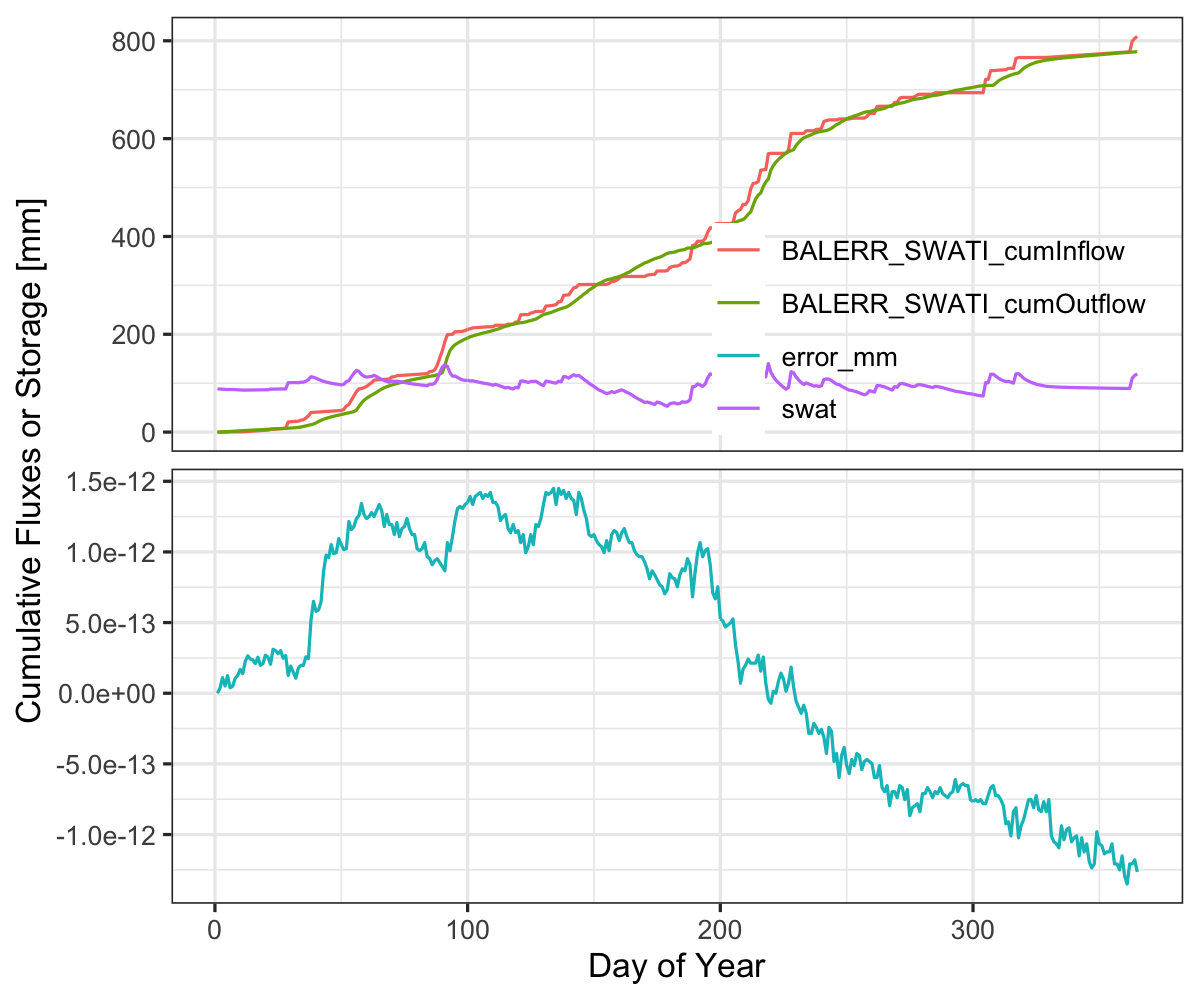 Cumulative Fluxes or Storage [mm]
800
600
400
200
0
BALERR_SWATI_cumInflow
BALERR_SWATI_cumOutflow
error_mm
swat
1.5e-12
1.0e-12
5.0e-13
0.0e+00
-5.0e-13
-1.0e-12
0 100 200 300
Day of Year